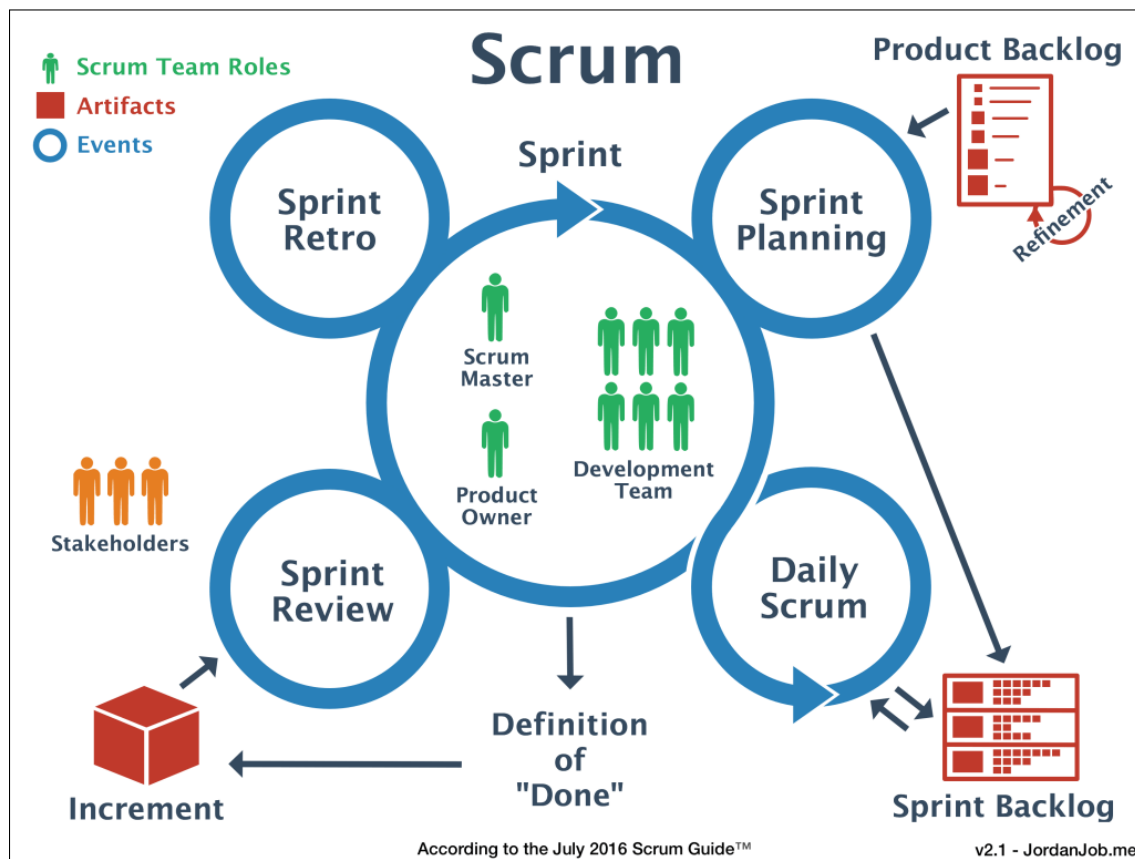 Scrum
Scrum Team Roles
Artifacts
Events
Product Backlog
Refinement
Sprint
Sprint
Retro
Sprint
Planning
Scrum
Master
Product
Owner
Development
Team
Stakeholders
Sprint
Review
Daily
Scrum
Definition
of
"Done"
Increment
Sprint Backlog
According to the July 2016 Scrum Guide™
v2.1 - JordanJob.me